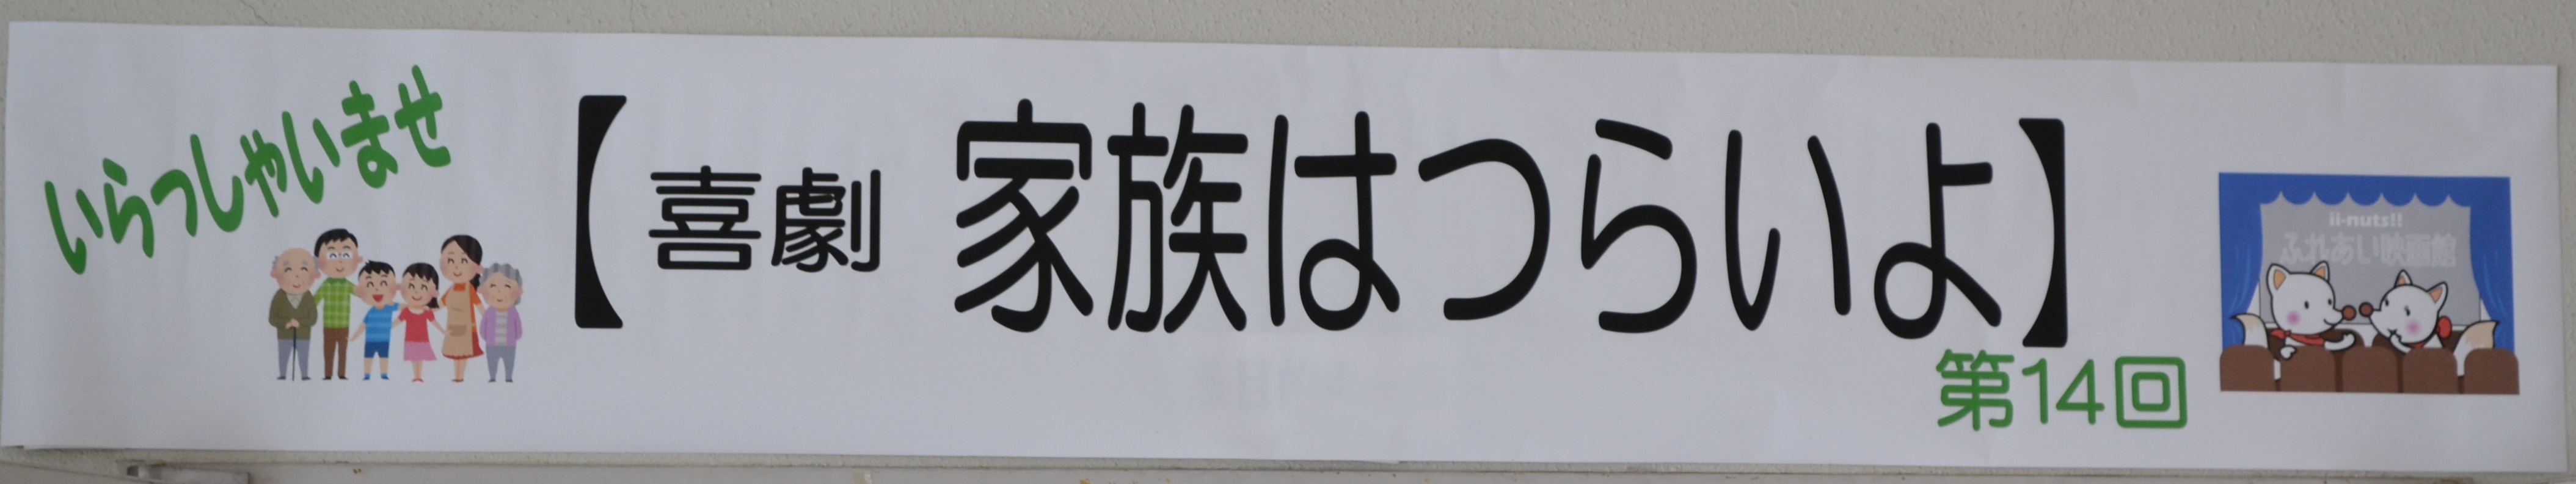 いらっしゃいませ
【喜劇 家族はつらいよ】
第14回
ii-nuts!!
ふれあい映画館